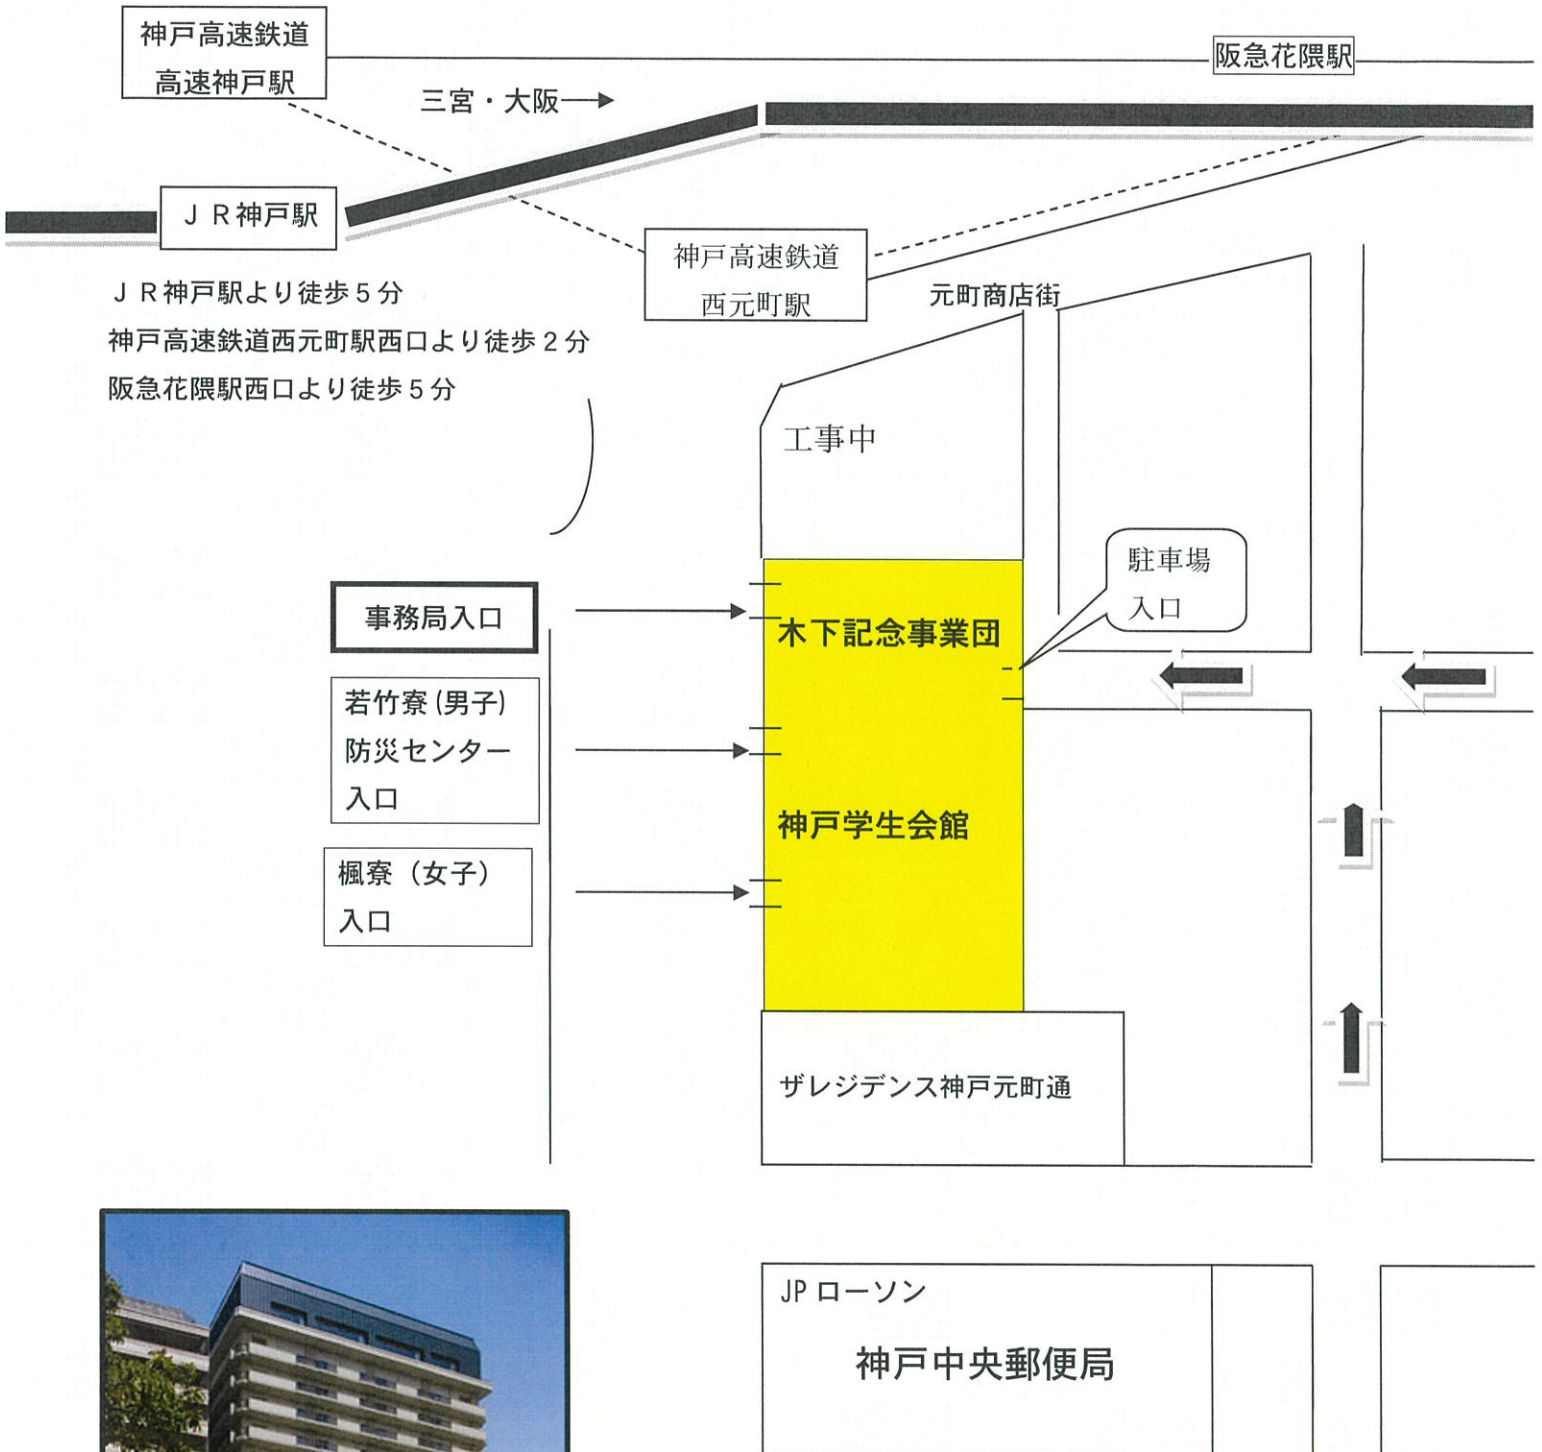 神戸高速鉄道
高速神戸駅
阪急花隈駅
三宮・大阪
ＪＲ神戸駅
神戸高速鉄道
西元町駅
ＪＲ神戸駅より徒歩５分
神戸高速鉄道西元町駅西口より徒歩２分
阪急花隈駅西口より徒歩５分
元町商店街
工事中
駐車場
入口
事務局入口
木下記念事業団
若竹寮(男子)
防災センター
入口
神戸学生会館
楓寮（女子）
入口
ザレジデンス神戸元町通
JPローソン
神戸中央郵便局